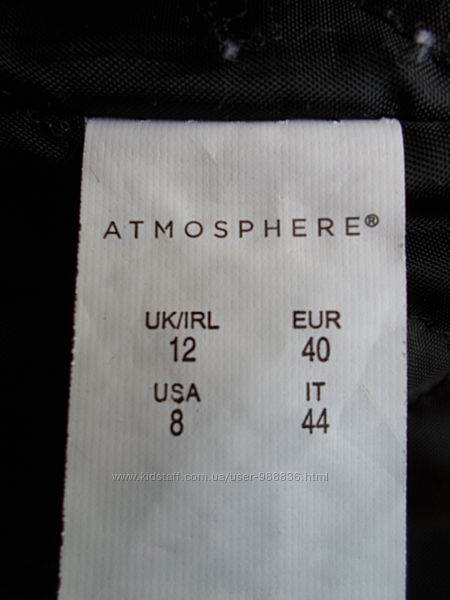 ATMOSPHERE®
UK/IRL EUR
12 40
USA IT
8 44
www.kidstaff.com.ua/user-988836.html